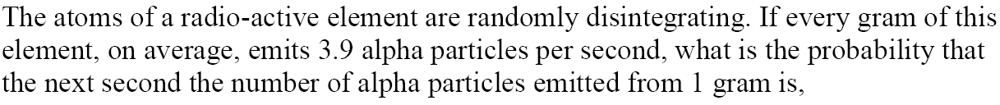 The atoms of a radio-active element are randomly disintegrating. If every gram of this
element, on average, emits 3.9 alpha particles per second, what is the probability that
the next second the number of alpha particles emitted from 1 gram is,